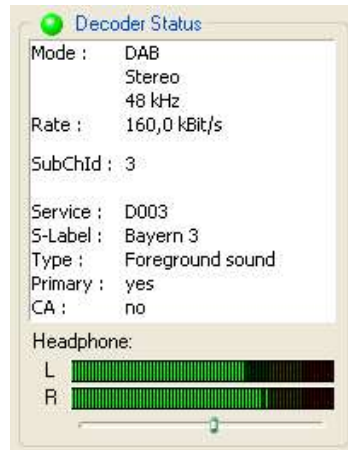 Decoder Status
Mode : DAB
Stereo
48 kHz
Rate : 160,0 kBit/s
SubChId : 3
Service : D003
S-Label : Bayern 3
Type : Foreground sound
Primary : yes
CA : no
Headphone:
L
R